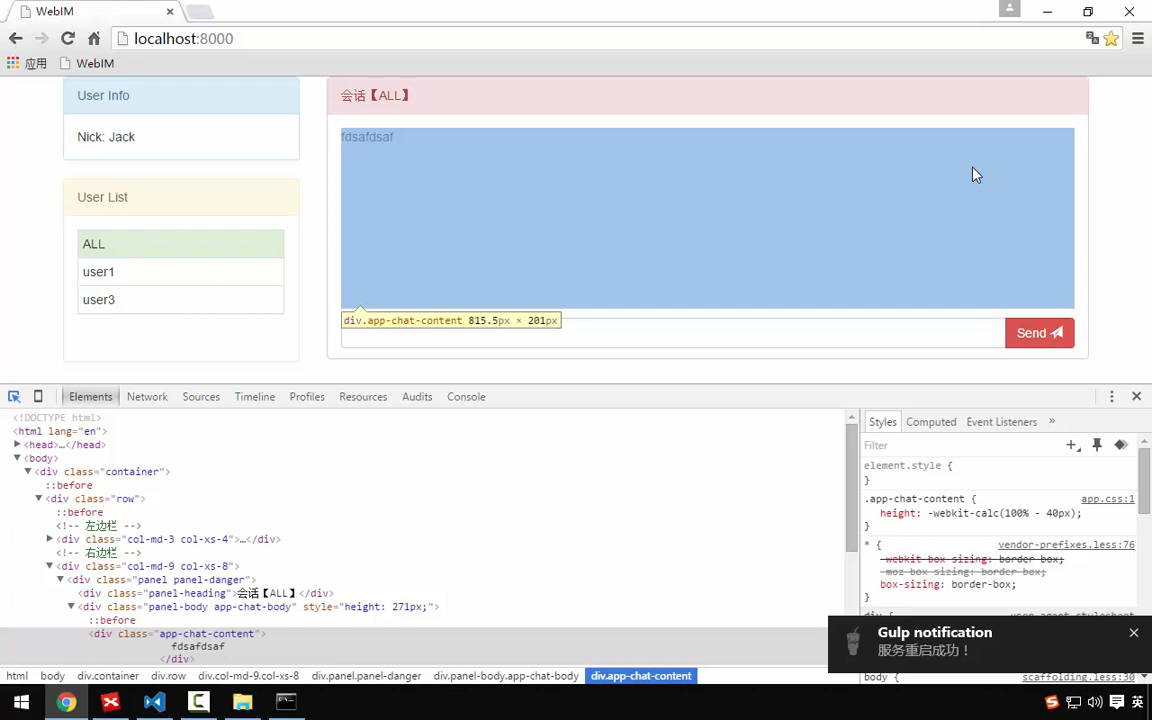 WebIM
localhost:8000
应用
WebIM
User Info
Nick: Jack
User List
ALL
user1
user3
会话【ALL】
fdsafdsaf
div.app-chat-content 815.5px × 201px
Send
Elements Network Sources Timeline Profiles Resources Audits Console
<!DOCTYPE html>
<html lang="en">
<head>…</head>
<body>
<div class="container">
::before
<div class="row">
::before
<!-- 左边栏 -->
<div class="col-md-3 col-xs-4">…</div>
<!-- 右边栏 -->
<div class="col-md-9 col-xs-8">
<div class="panel panel-danger">
<div class="panel-heading">会话【ALL】</div>
<div class="panel-body app-chat-body" style="height: 271px;">
::before
<div class="app-chat-content">
fdsafdsaf
</div>
html body div.container div.row div.col-md-9.col-xs-8 div.panel.panel-danger div.panel-body.app-chat-body div.app-chat-content
Styles Computed Event Listeners »
Filter
element.style {
}
.app-chat-content { app.css:1
height: -webkit-calc(100% - 40px);
}
* { vendor-prefixes.less:76
-webkit-box-sizing: border-box;
-moz-box-sizing: border-box;
box-sizing: border-box;
}
div { user agent stylesheet
Gulp notification
服务重启成功！
body { scaffolding.less:30
英